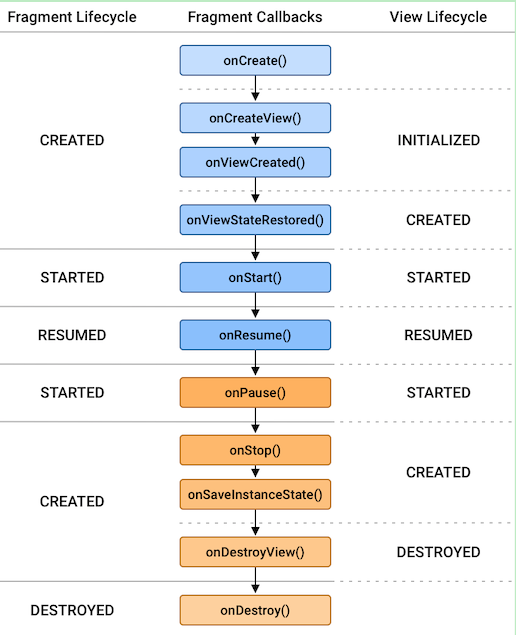 Fragment Lifecycle Fragment Callbacks View Lifecycle
onCreate()
onCreateView()
CREATED INITIALIZED
onViewCreated()
onViewStateRestored() CREATED
STARTED onStart() STARTED
RESUMED onResume() RESUMED
STARTED onPause() STARTED
onStop()
CREATED
onSaveInstanceState()
CREATED
onDestroyView() DESTROYED
DESTROYED onDestroy()